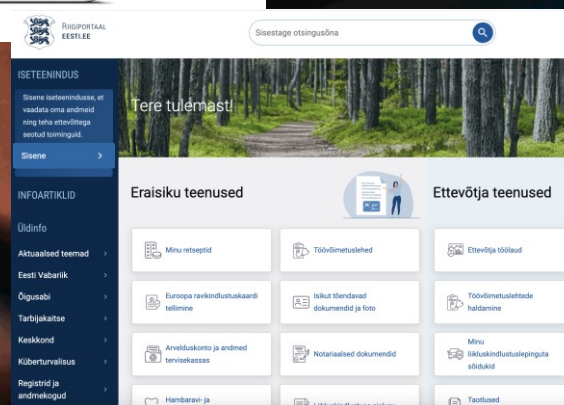 RIIGIPORTAAL
EESTI.EE
Sisestage otsingusõna
ISETEENINDUS
Sisene iseteenindusse, et
vaadata oma andmeid
ning teha ettevõttega
seotud toiminguid.
Sisene
INFOARTIKLID
Üldinfo
Aktuaalsed teemad
Eesti Vabariik
Õigusabi
Tarbijakaitse
Keskkond
Küberturvalisus
Registrid ja
andmekogud
Tere tulemast!
Eraisiku teenused
Minu retseptid
Töövõimetuslehed
Euroopa ravikindlustuskaardi
tellimine
Isikut tõendavad
dokumendid ja foto
Arvelduskonto ja andmed
tervisekassas
Notariaalsed dokumendid
Hambaravi- ja
Ettevõtja teenused
Ettevõtja töölaud
Töövõimetuslehtede
haldamine
Minu
liikluskindlustuslepinguta
sõidukid
Taotlused